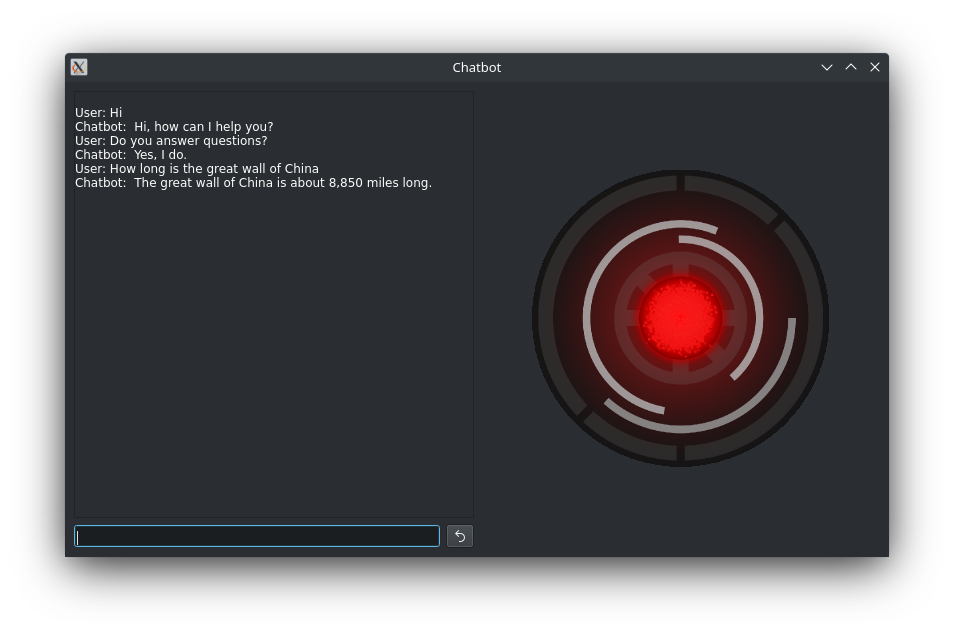 Chatbot
User: Hi
Chatbot:  Hi, how can I help you?
User: Do you answer questions?
Chatbot:  Yes, I do.
User: How long is the great wall of China
Chatbot:  The great wall of China is about 8,850 miles long.